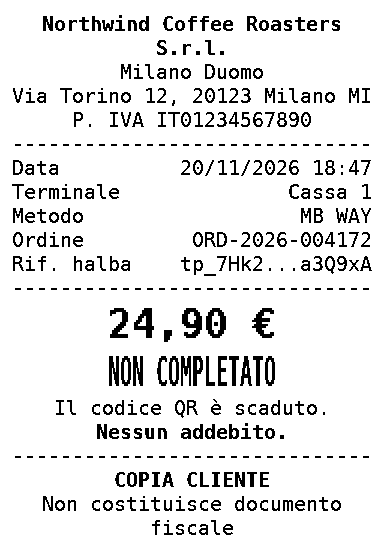 Northwind Coffee Roasters
S.r.l.
Milano Duomo
Via Torino 12, 20123 Milano MI
P. IVA IT01234567890
------------------------------
Data 20/11/2026 18:47
Terminale Cassa 1
Metodo MB WAY
Ordine ORD-2026-004172
Rif. halba tp_7Hk2...a3Q9xA
------------------------------
24,90 €
NON COMPLETATO
Il codice QR è scaduto.
Nessun addebito.
------------------------------
COPIA CLIENTE
Non costituisce documento
fiscale